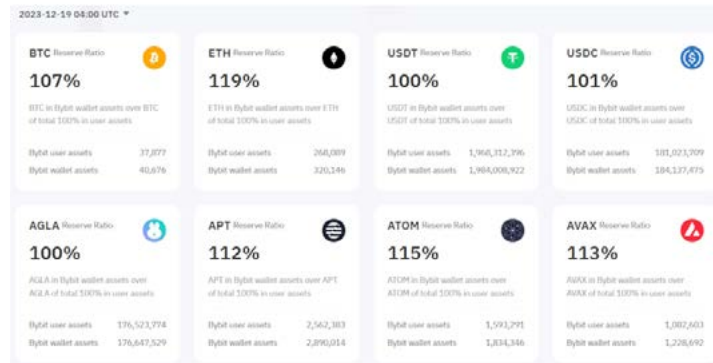 2023-12-19 04:00 UTC
BTC Reserve Ratio
107%
BTC in Bybit wallet assets over BTC
of total 100% in user assets
Bybit user assets 37,877
Bybit wallet assets 40,676
ETH Reserve Ratio
119%
ETH in Bybit wallet assets over ETH
of total 100% in user assets
Bybit user assets 268,089
Bybit wallet assets 320,146
USDT Reserve Ratio
100%
USDT in Bybit wallet assets over
USDT of total 100% in user assets
Bybit user assets 1,968,312,396
Bybit wallet assets 1,984,008,922
USDC Reserve Ratio
101%
USDC in Bybit wallet assets over
USDC of total 100% in user assets
Bybit user assets 181,023,709
Bybit wallet assets 184,137,475
AGLA Reserve Ratio
100%
AGLA in Bybit wallet assets over
AGLA of total 100% in user assets
Bybit user assets 176,523,774
Bybit wallet assets 176,647,529
APT Reserve Ratio
112%
APT in Bybit wallet assets over APT
of total 100% in user assets
Bybit user assets 2,562,383
Bybit wallet assets 2,890,014
ATOM Reserve Ratio
115%
ATOM in Bybit wallet assets over
ATOM of total 100% in user assets
Bybit user assets 1,593,291
Bybit wallet assets 1,834,346
AVAX Reserve Ratio
113%
AVAX in Bybit wallet assets over
AVAX of total 100% in user assets
Bybit user assets 1,082,603
Bybit wallet assets 1,228,692